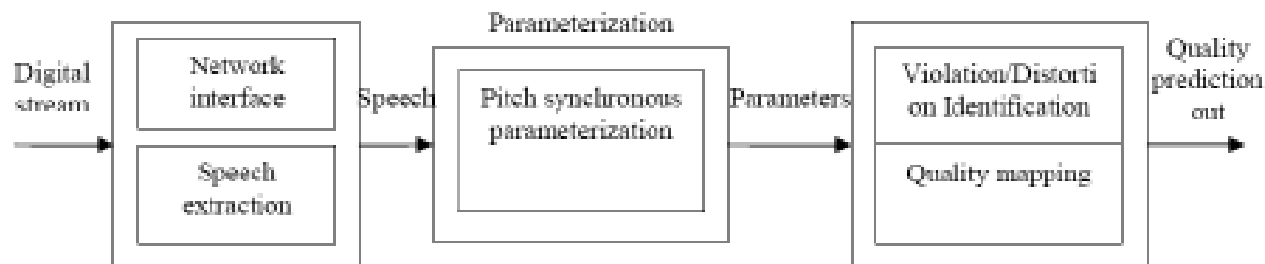 Digital
stream
Network
interface
Speech
extraction
Speech
Parameterization
Pitch synchronous
parameterization
Parameters
Violation/Distorti
on Identification
Quality mapping
Quality
prediction
out